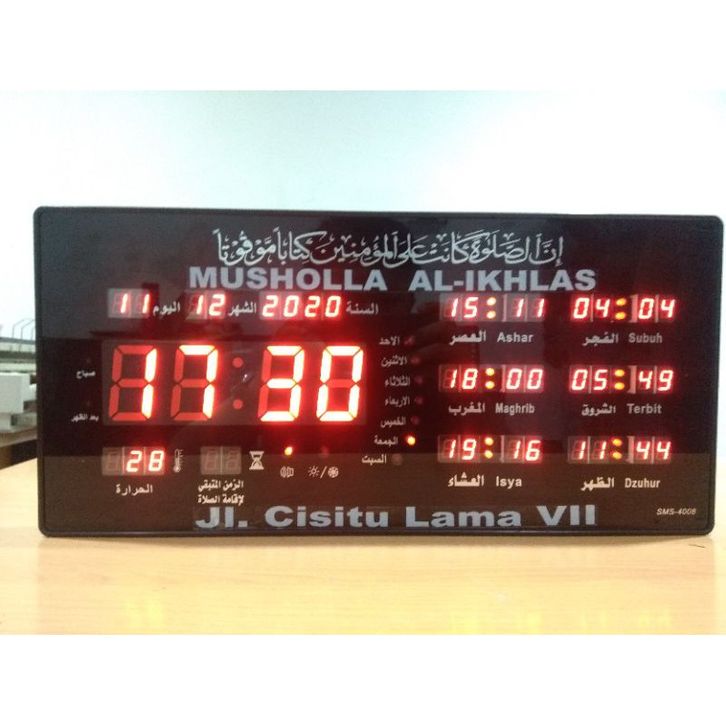 إن الصلوة كانت على المؤمنين كتابا موقوتا
MUSHOLLA AL-IKHLAS
11 اليوم 12 الشهر 2020 السنة
17 30
صباح
بعد الظهر
الاحد
الاثنين
الثلاثاء
الاربعاء
الخميس
الجمعة
السبت
28
الحرارة
الزمن المتبقي
لاقامة الصلاة
15:11
العصر Ashar
04:04
الفجر Subuh
18:00
المغرب Maghrib
05:49
الشروق Terbit
19:16
العشاء Isya
11:44
الظهر Dzuhur
Jl. Cisitu Lama VII
SMS-4008